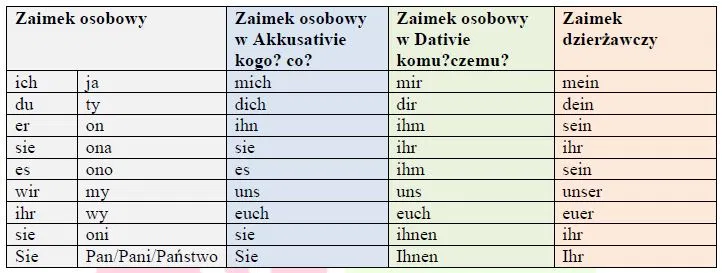 Zaimek osobowy Zaimek osobowy w Akkusativie kogo? co? Zaimek osobowy w Dativie komu?czemu? Zaimek dzierżawczy
ich ja mich mir mein
du ty dich dir dein
er on ihn ihm sein
sie ona sie ihr ihr
es ono es ihm sein
wir my uns uns unser
ihr wy euch euch euer
sie oni sie ihnen ihr
Sie Pan/Pani/Państwo Sie Ihnen Ihr